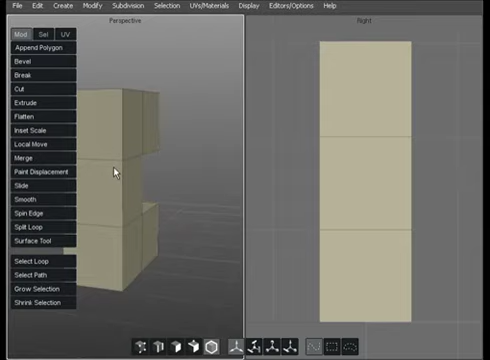 File Edit Create Modify Subdivision Selection UVs/Materials Display Editors/Options Help
Perspective
Right
Mod Sel UV
Append Polygon
Bevel
Break
Cut
Extrude
Flatten
Inset Scale
Local Move
Merge
Paint Displacement
Slide
Smooth
Spin Edge
Split Loop
Surface Tool
Select Loop
Select Path
Grow Selection
Shrink Selection